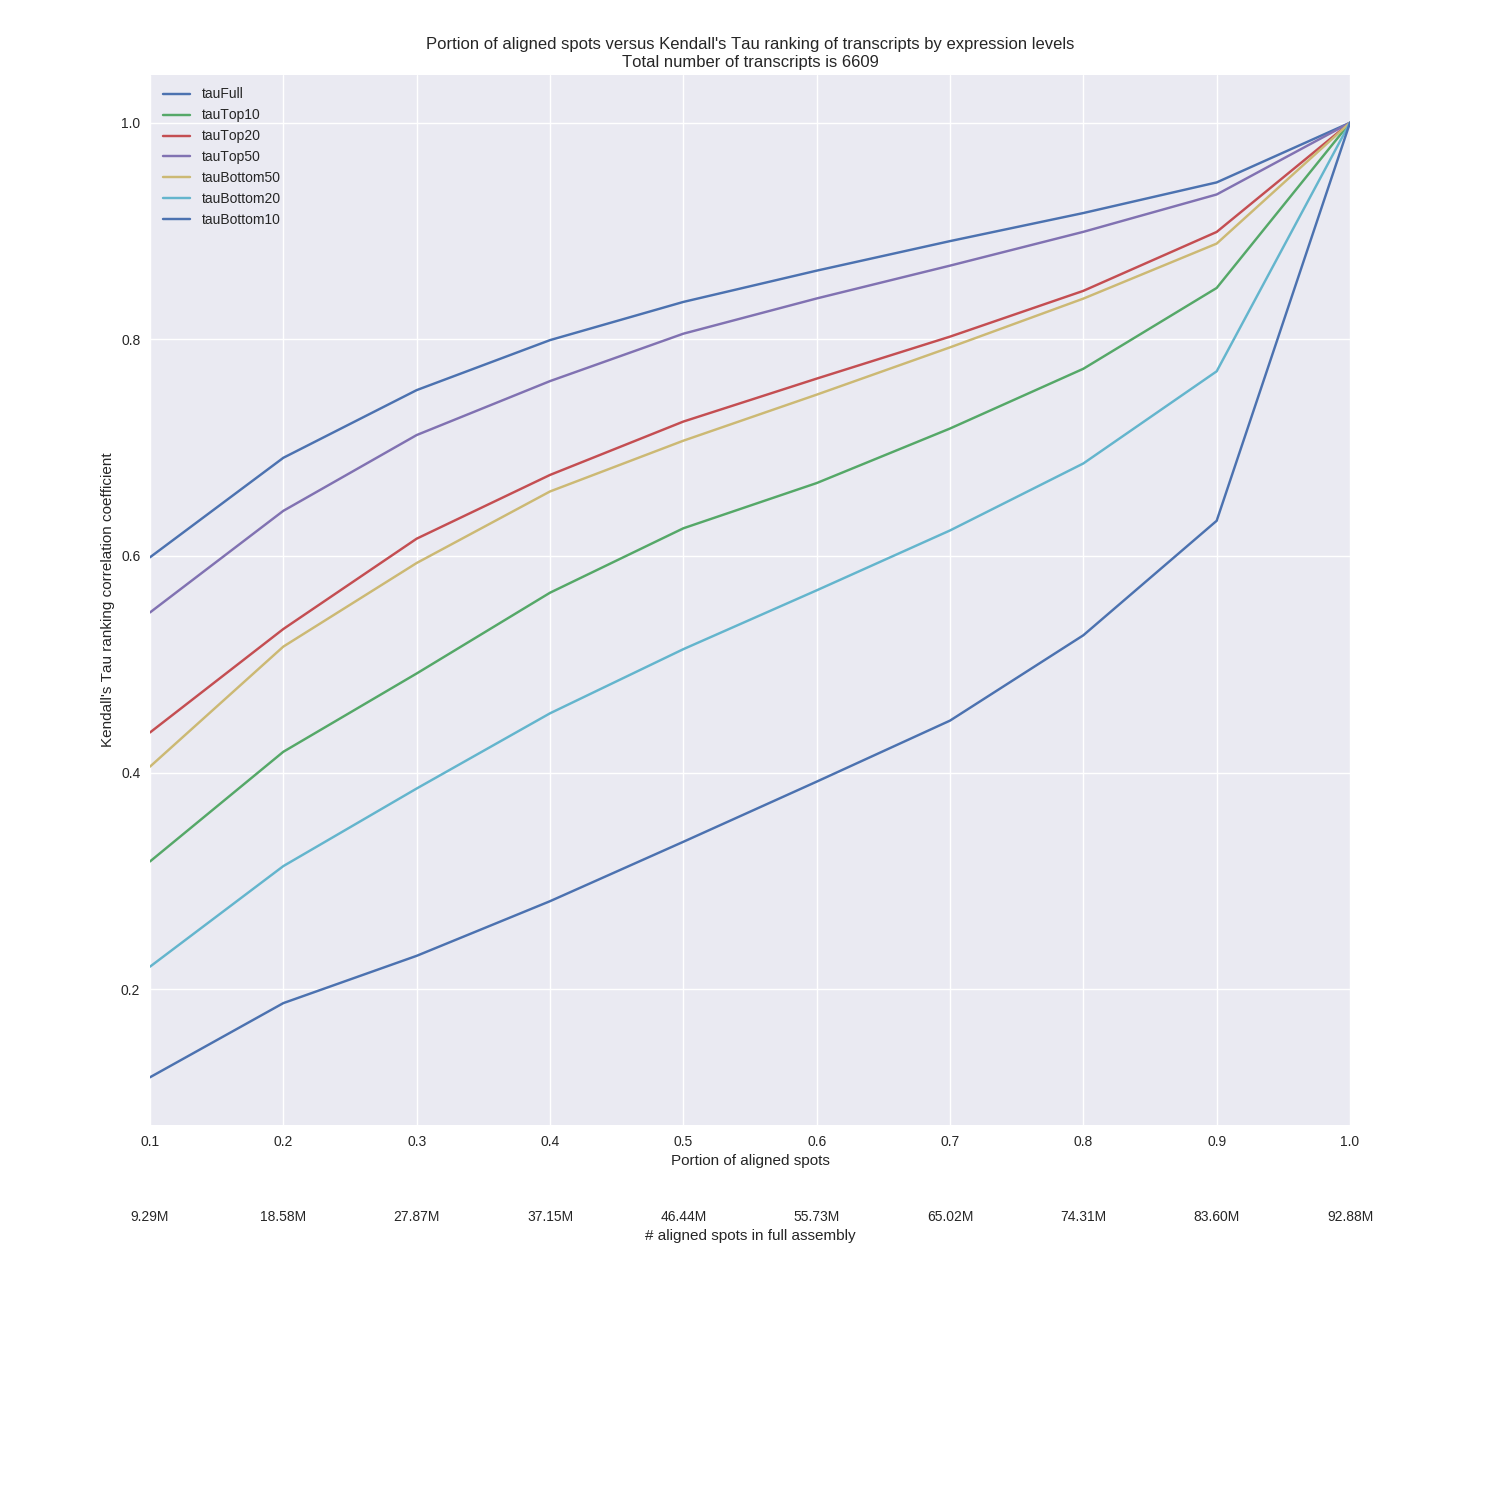 Portion of aligned spots versus Kendall's Tau ranking of transcripts by expression levels
Total number of transcripts is 6609
tauFull
tauTop10
tauTop20
tauTop50
tauBottom50
tauBottom20
tauBottom10
1.0
0.8
0.6
0.4
0.2
Kendall's Tau ranking correlation coefficient
0.1 0.2 0.3 0.4 0.5 0.6 0.7 0.8 0.9 1.0
Portion of aligned spots
9.29M 18.58M 27.87M 37.15M 46.44M 55.73M 65.02M 74.31M 83.60M 92.88M
# aligned spots in full assembly